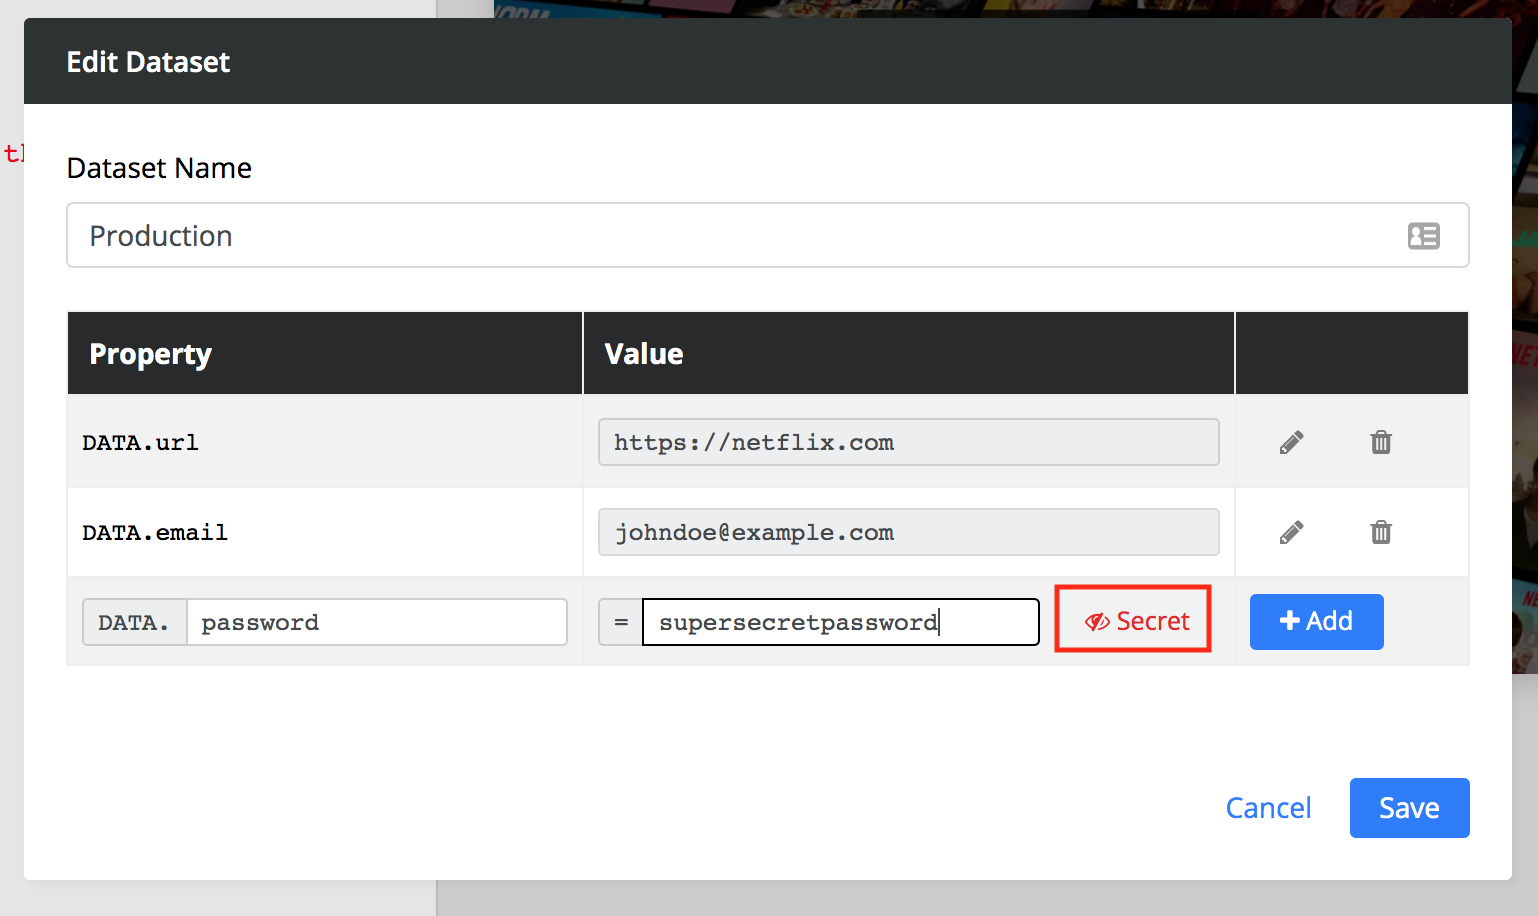 Edit Dataset
Dataset Name
Production
Property Value
DATA.url https://netflix.com
DATA.email johndoe@example.com
DATA. password = supersecretpassword Secret + Add
Cancel Save